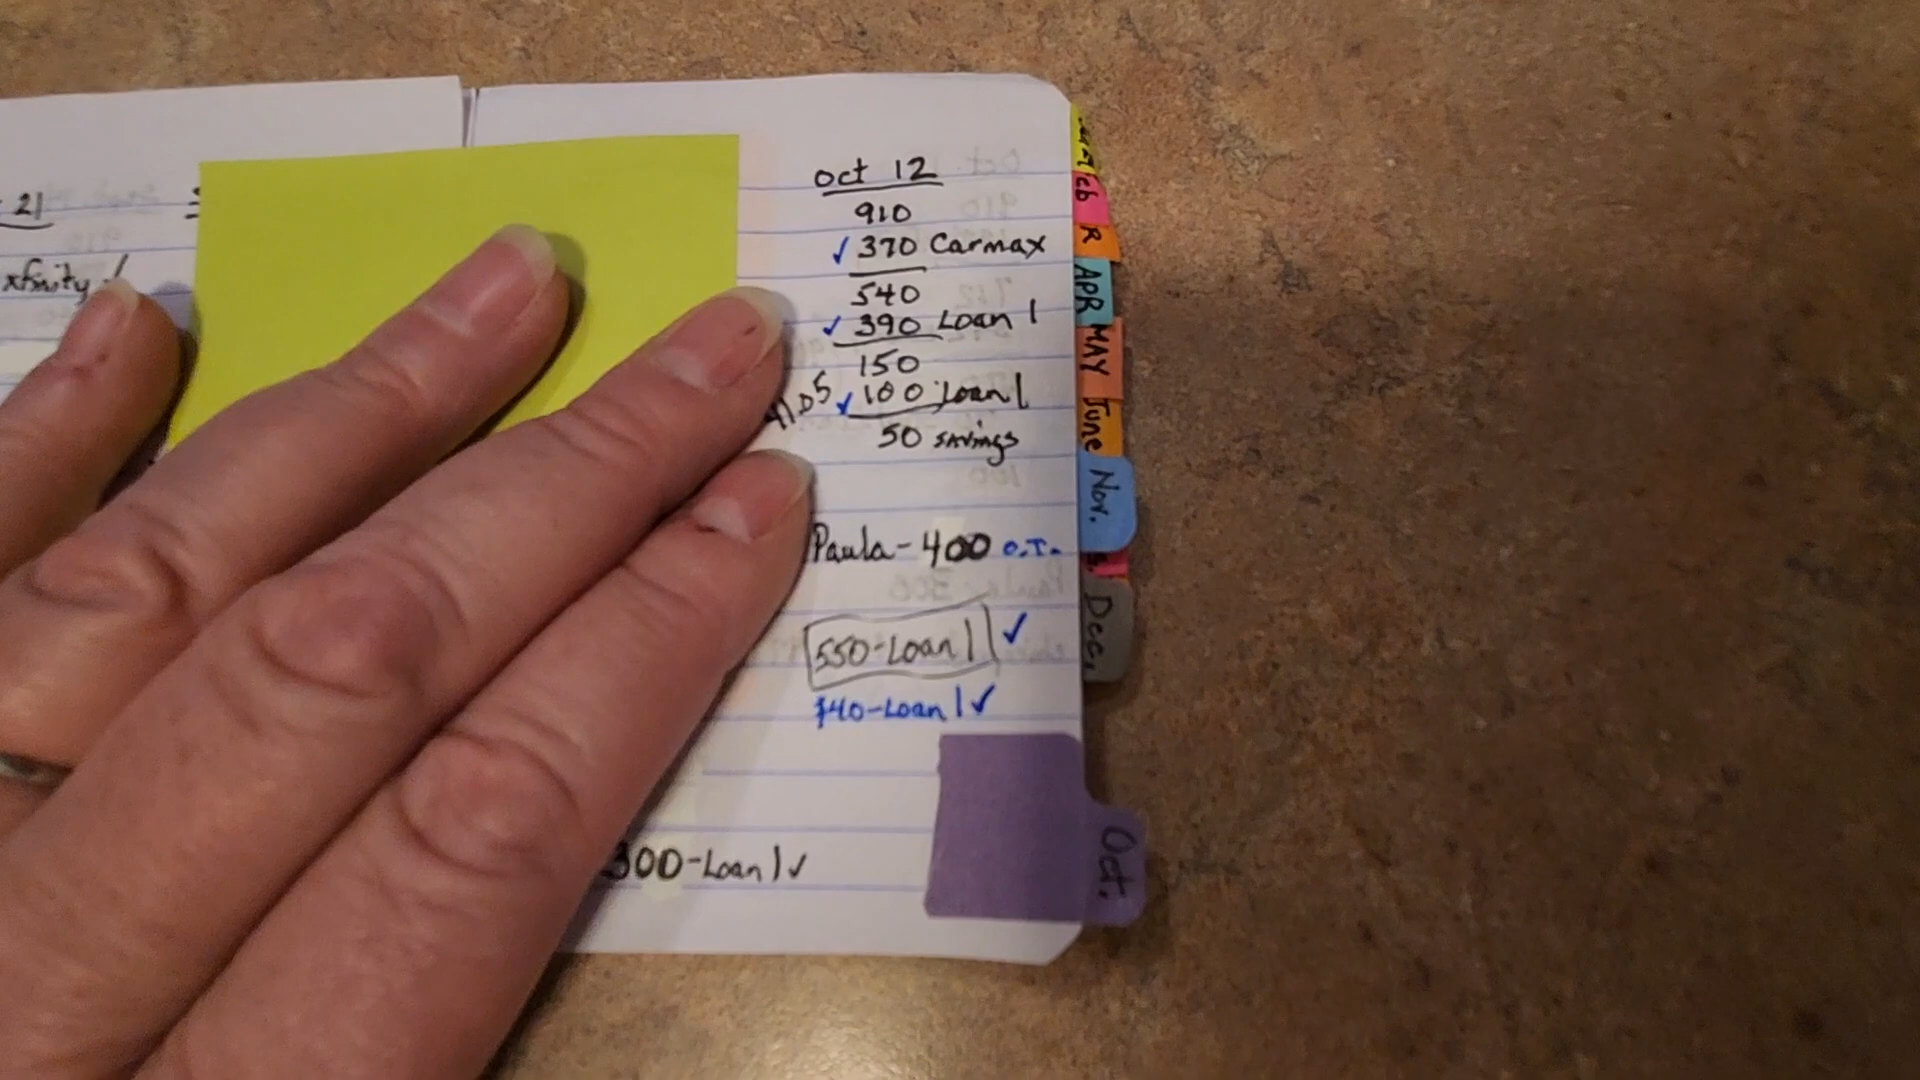 21
xfinity
oct 12
910
✓ 370 Carmax
540
✓ 390 Loan 1
150
✓ 100 Loan 1
50 savings
Paula - 400 O.T.
550 - Loan 1 ✓
$40 - Loan 1 ✓
300 - Loan 1 ✓
R
APR
MAY
June
Nov.
Dec.
Oct.